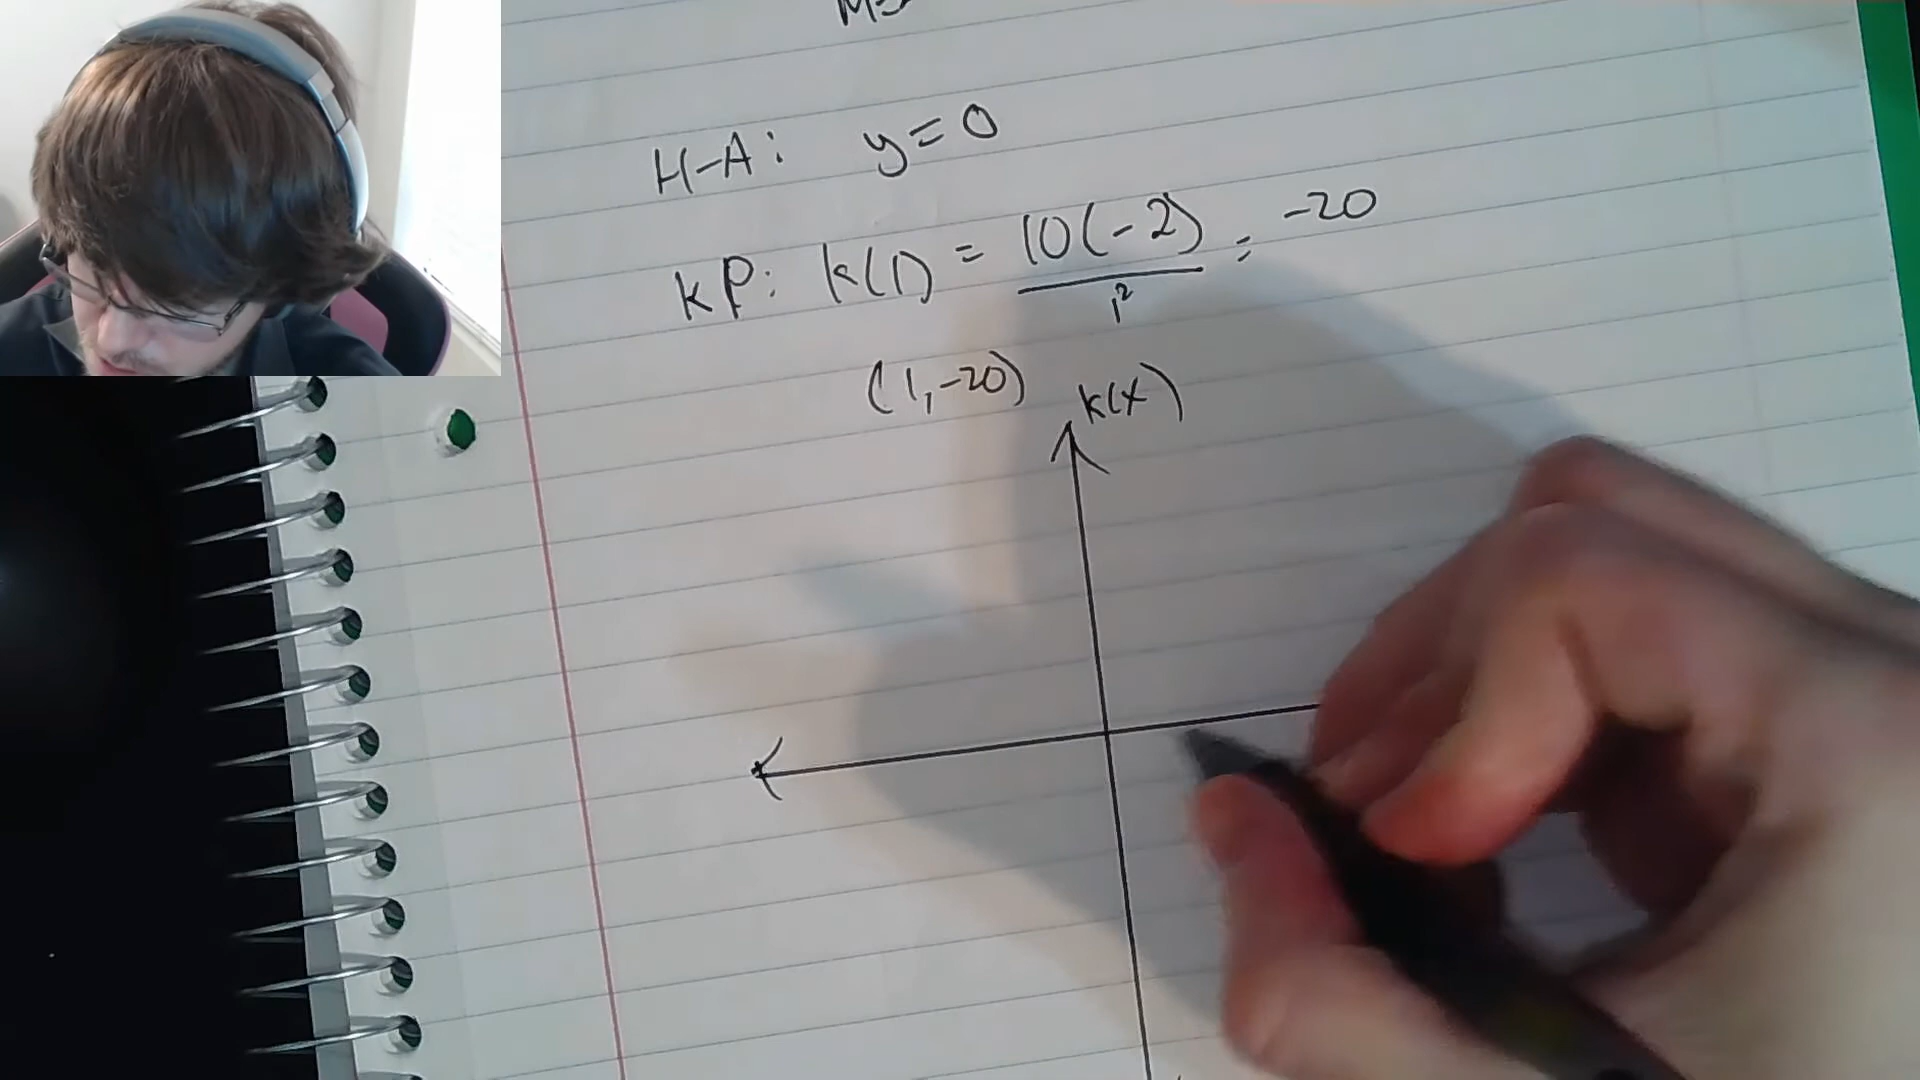 H-A: y=0
KP: k(1) = 10(-2)/1² = -20
(1,-20)
k(x)